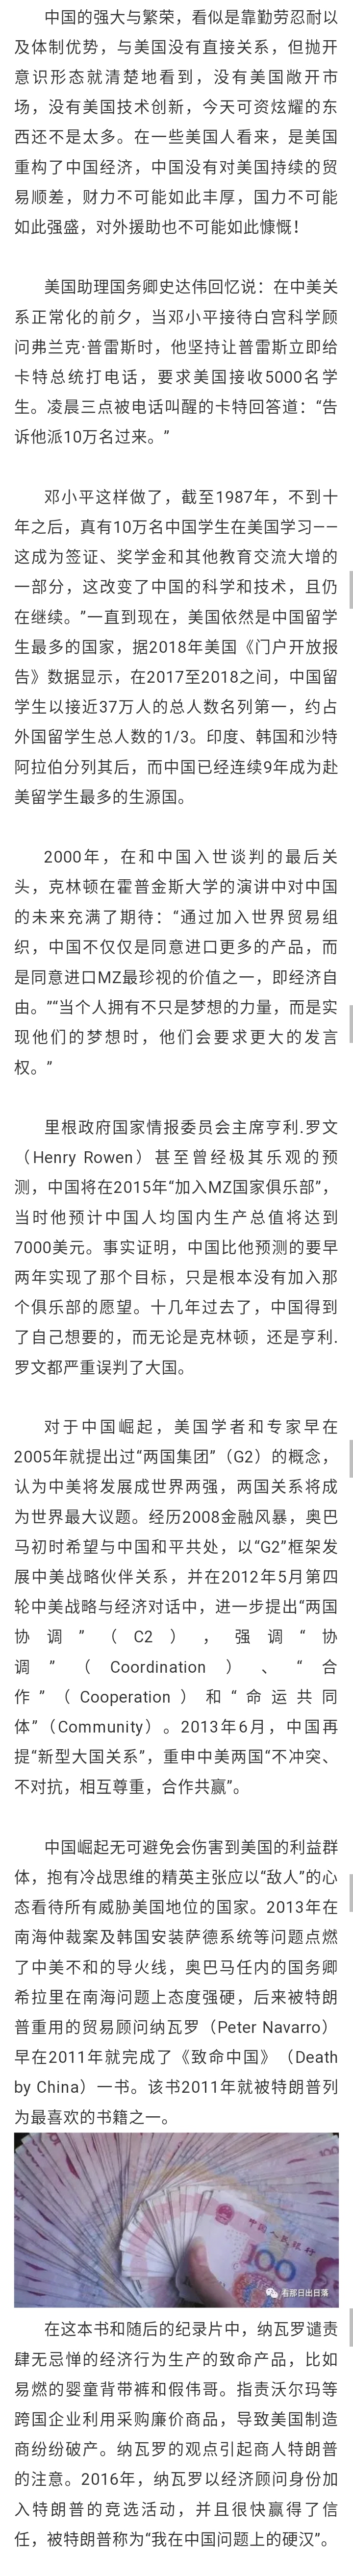 中国的强大与繁荣，看似是靠勤劳忍耐以
及体制优势，与美国没有直接关系，但抛开
意识形态就清楚地看到，没有美国敞开市
场，没有美国技术创新，今天可资炫耀的东
西还不是太多。在一些美国人看来，是美国
重构了中国经济，中国没有对美国持续的贸
易顺差，财力不可能如此丰厚，国力不可能
如此强盛，对外援助也不可能如此慷慨！
美国助理国务卿史达伟回忆说：在中美关
系正常化的前夕，当邓小平接待白宫科学顾
问弗兰克·普雷斯时，他坚持让普雷斯立即给
卡特总统打电话，要求美国接收5000名学
生。凌晨三点被电话叫醒的卡特回答道：“告
诉他派10万名过来。”
邓小平这样做了，截至1987年，不到十
年之后，真有10万名中国学生在美国学习——
这成为签证、奖学金和其他教育交流大增的
一部分，这改变了中国的科学和技术，且仍
在继续。”一直到现在，美国依然是中国留学
生最多的国家，据2018年美国《门户开放报
告》数据显示，在2017至2018之间，中国留
学生以接近37万人的总人数名列第一，约占
外国留学生总人数的1/3。印度、韩国和沙特
阿拉伯分列其后，而中国已经连续9年成为赴
美留学生最多的生源国。
2000年，在和中国入世谈判的最后关
头，克林顿在霍普金斯大学的演讲中对中国
的未来充满了期待：“通过加入世界贸易组
织，中国不仅仅是同意进口更多的产品，而
是同意进口MZ最珍视的价值之一，即经济自
由。”“当个人拥有不只是梦想的力量，而是实
现他们的梦想时，他们会要求更大的发言
权。”
里根政府国家情报委员会主席亨利.罗文
（Henry Rowen）甚至曾经极其乐观的预
测，中国将在2015年“加入MZ国家俱乐部”，
当时他预计中国人均国内生产总值将达到
7000美元。事实证明，中国比他预测的要早
两年实现了那个目标，只是根本没有加入那
个俱乐部的愿望。十几年过去了，中国得到
了自己想要的，而无论是克林顿，还是亨利.
罗文都严重误判了大国。
对于中国崛起，美国学者和专家早在
2005年就提出过“两国集团”（G2）的概念，
认为中美将发展成世界两强，两国关系将成
为世界最大议题。经历2008金融风暴，奥巴
马初时希望与中国和平共处，以“G2”框架发
展中美战略伙伴关系，并在2012年5月第四
轮中美战略与经济对话中，进一步提出“两国
协调”（C2），强调“协
调”（Coordination）、“合
作”（Cooperation）和“命运共同
体”（Community）。2013年6月，中国再
提“新型大国关系”，重申中美两国“不冲突、
不对抗，相互尊重，合作共赢”。
中国崛起无可避免会伤害到美国的利益群
体，抱有冷战思维的精英主张应以“敌人”的心
态看待所有威胁美国地位的国家。2013年在
南海仲裁案及韩国安装萨德系统等问题点燃
了中美不和的导火线，奥巴马任内的国务卿
希拉里在南海问题上态度强硬，后来被特朗
普重用的贸易顾问纳瓦罗（Peter Navarro）
早在2011年就完成了《致命中国》（Death
by China）一书。该书2011年就被特朗普列
为最喜欢的书籍之一。
中国人民银行
100
看那日出日落
在这本书和随后的纪录片中，纳瓦罗谴责
肆无忌惮的经济行为生产的致命产品，比如
易燃的婴童背带裤和假伟哥。指责沃尔玛等
跨国企业利用采购廉价商品，导致美国制造
商纷纷破产。纳瓦罗的观点引起商人特朗普
的注意。2016年，纳瓦罗以经济顾问身份加
入特朗普的竞选活动，并且很快赢得了信
任，被特朗普称为“我在中国问题上的硬汉”。